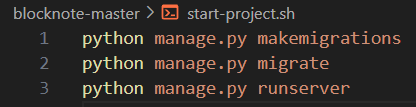 blocknote-master > start-project.sh
1 python manage.py makemigrations
2 python manage.py migrate
3 python manage.py runserver